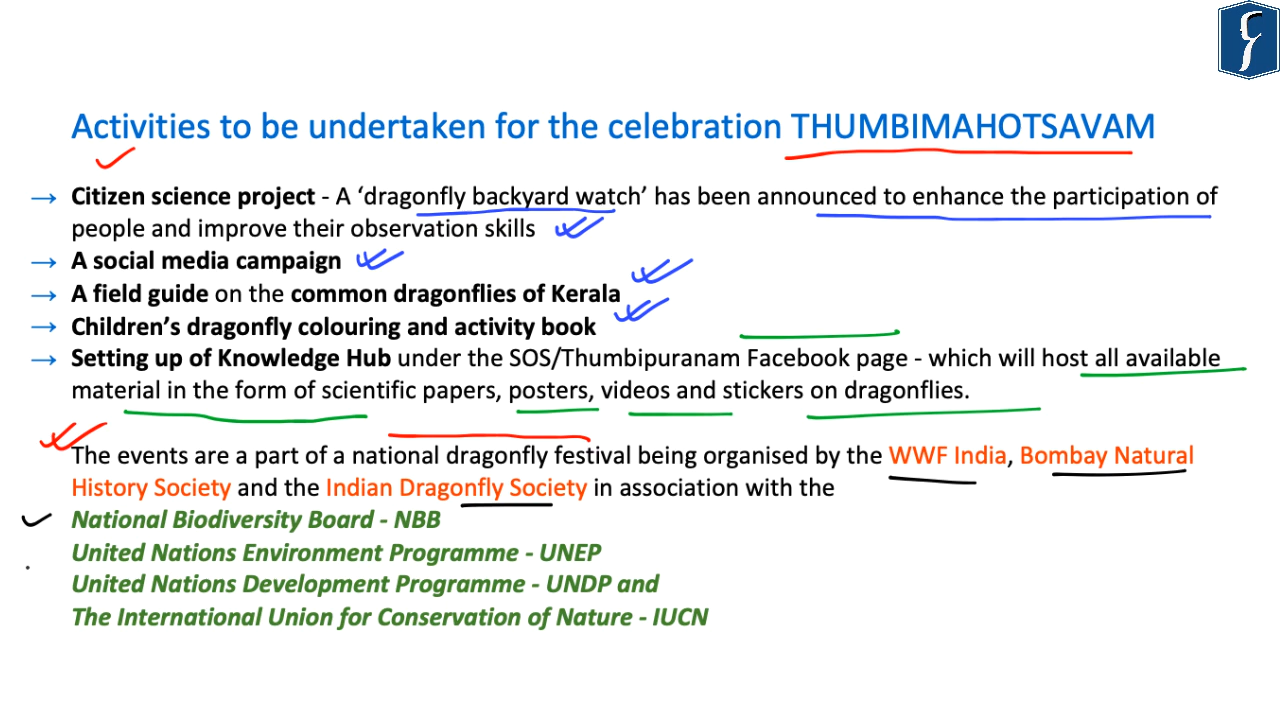 Activities to be undertaken for the celebration THUMBIMAHOTSAVAM
→ Citizen science project - A ‘dragonfly backyard watch’ has been announced to enhance the participation of
people and improve their observation skills
→ A social media campaign
→ A field guide on the common dragonflies of Kerala
→ Children’s dragonfly colouring and activity book
→ Setting up of Knowledge Hub under the SOS/Thumbipuranam Facebook page - which will host all available
material in the form of scientific papers, posters, videos and stickers on dragonflies.
The events are a part of a national dragonfly festival being organised by the WWF India, Bombay Natural
History Society and the Indian Dragonfly Society in association with the
National Biodiversity Board - NBB
United Nations Environment Programme - UNEP
United Nations Development Programme - UNDP and
The International Union for Conservation of Nature - IUCN